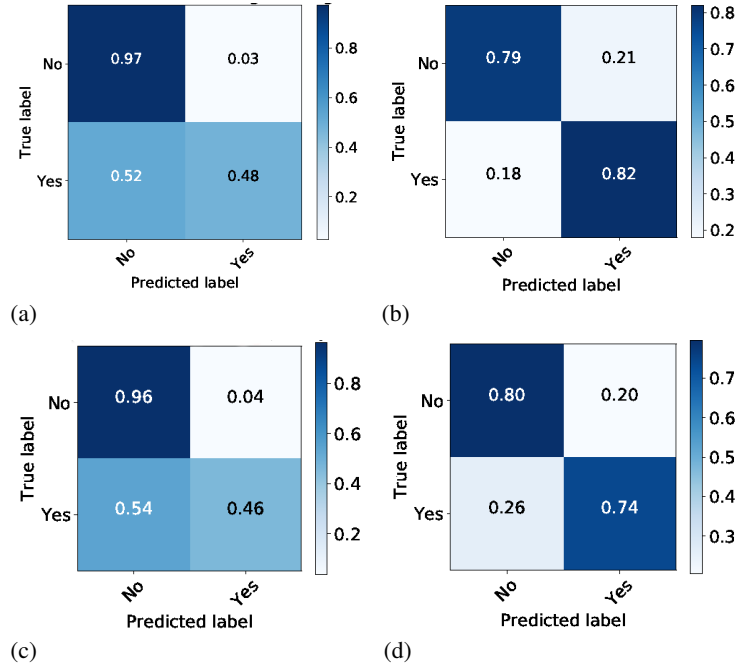 No
0.97
0.03
Yes
0.52
0.48
No
Yes
Predicted label
True label
0.8
0.6
0.4
0.2
(a)
No
0.79
0.21
Yes
0.18
0.82
No
Yes
Predicted label
True label
0.8
0.7
0.6
0.5
0.4
0.3
0.2
(b)
No
0.96
0.04
Yes
0.54
0.46
No
Yes
Predicted label
True label
0.8
0.6
0.4
0.2
(c)
No
0.80
0.20
Yes
0.26
0.74
No
Yes
Predicted label
True label
0.7
0.6
0.5
0.4
0.3
(d)